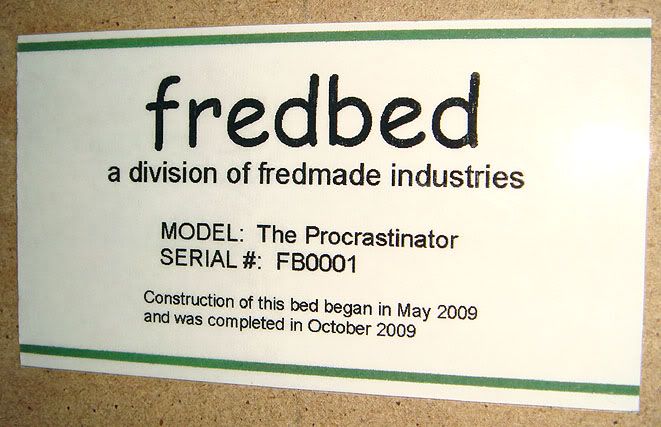 fredbed
a division of fredmade industries
MODEL:  The Procrastinator
SERIAL #:  FB0001
Construction of this bed began in May 2009
and was completed in October 2009